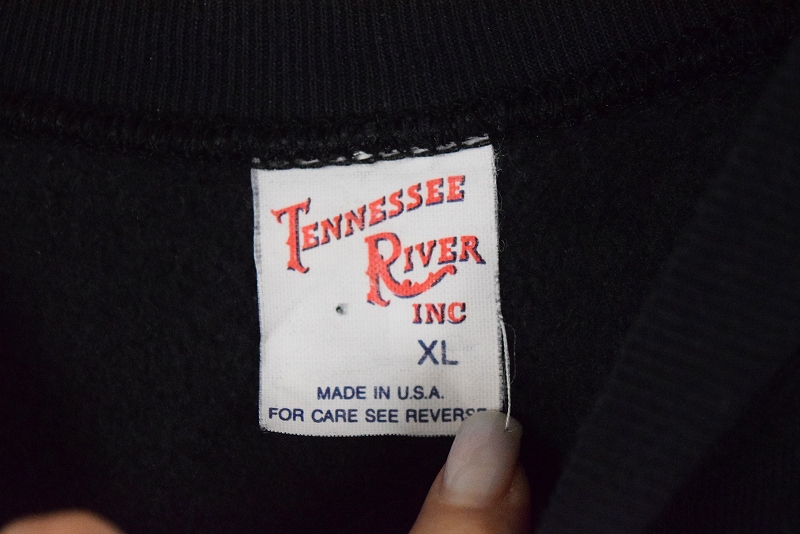 TENNESSEE
RIVER
INC
XL
MADE IN U.S.A.
FOR CARE SEE REVERSE